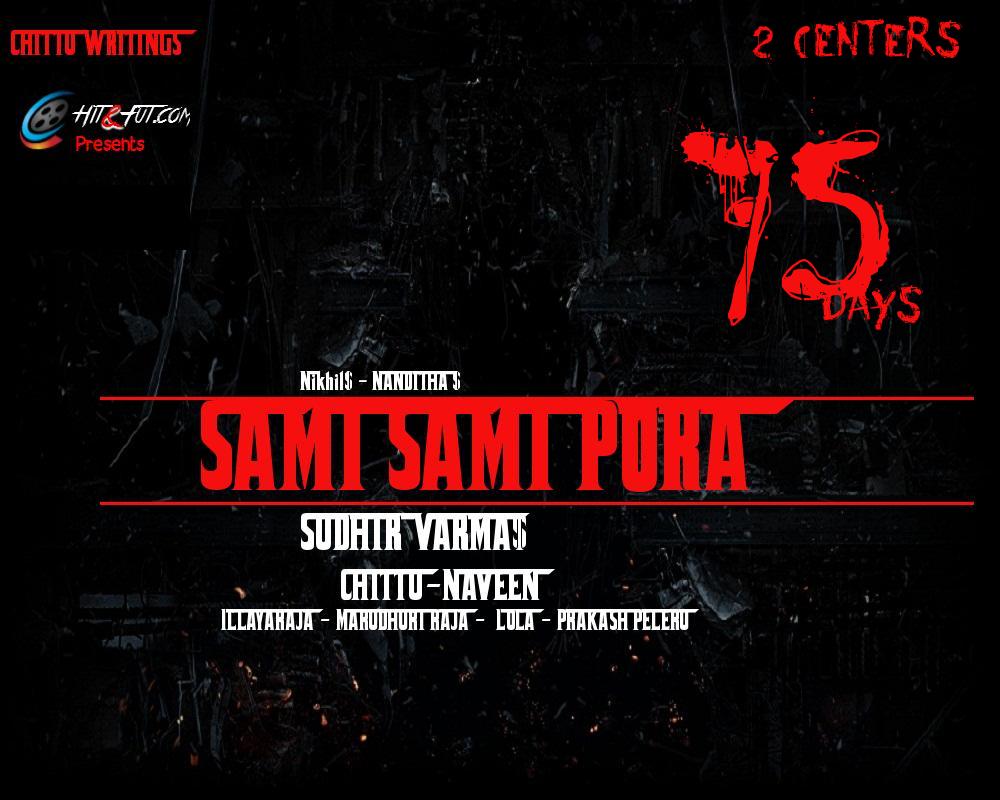 CHITTU WRITINGS
2 CENTERS
HIT&FUT.COM
Presents
75
DAYS
Nikhil$ - NANDITHA$
SAMI SAMI PORA
SUDHIR VARMA$
CHITTU-NAVEEN
ILLAYARAJA - MARUDHURI RAJA - LOLA - PRAKASH PELERU